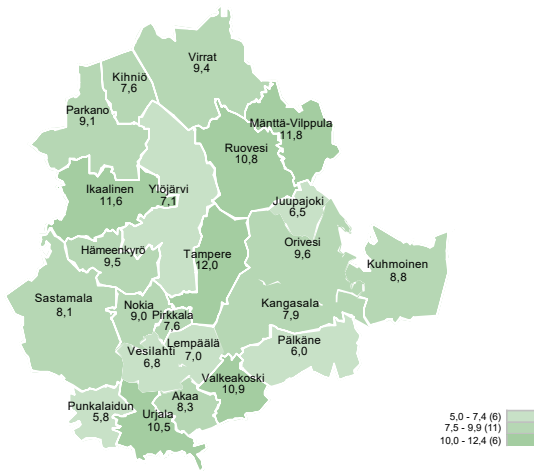 Virrat
9,4
Kihniö
7,6
Parkano
9,1
Mänttä-Vilppula
11,8
Ruovesi
10,8
Ikaalinen
11,6
Ylöjärvi
7,1
Juupajoki
6,5
Hämeenkyrö
9,5
Tampere
12,0
Orivesi
9,6
Kuhmoinen
8,8
Sastamala
8,1
Nokia
9,0
Pirkkala
7,6
Kangasala
7,9
Vesilahti
6,8
Lempäälä
7,0
Pälkäne
6,0
Valkeakoski
10,9
Punkalaidun
5,8
Akaa
8,3
Urjala
10,5
5,0 - 7,4 (6)
7,5 - 9,9 (11)
10,0 - 12,4 (6)